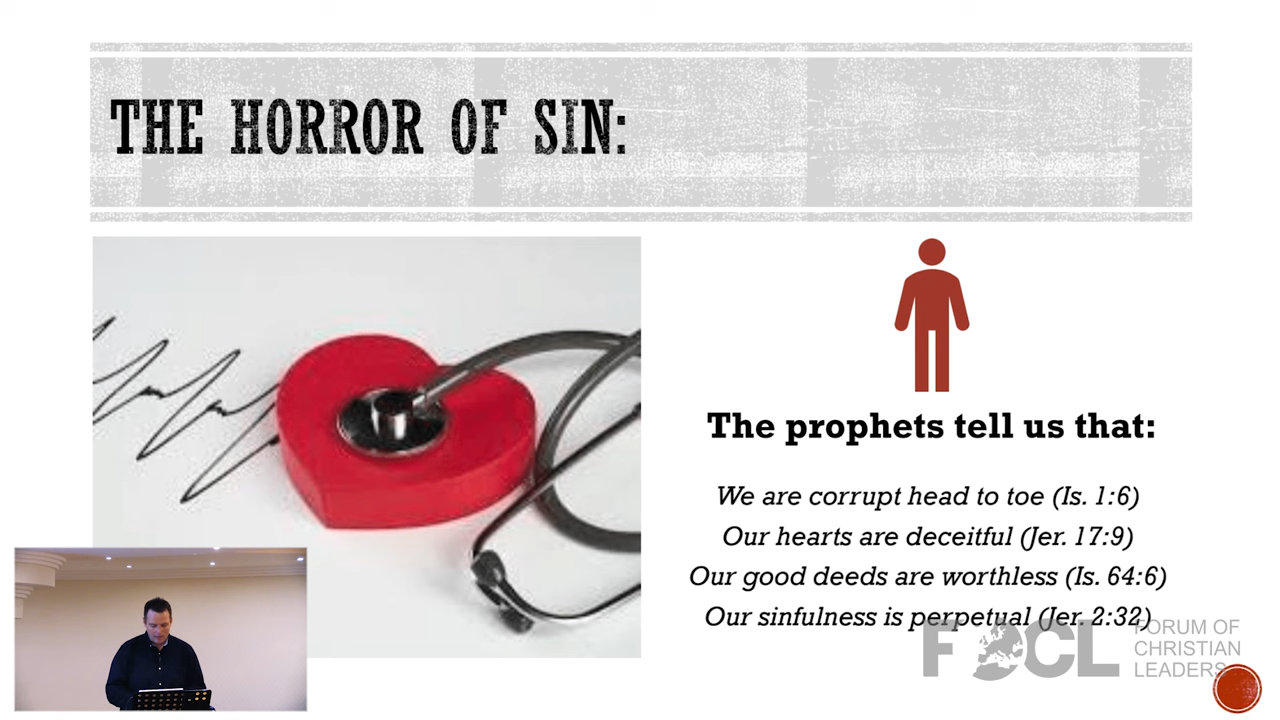 THE HORROR OF SIN:
The prophets tell us that:
We are corrupt head to toe (Is. 1:6)
Our hearts are deceitful (Jer. 17:9)
Our good deeds are worthless (Is. 64:6)
Our sinfulness is perpetual (Jer. 2:32)
FOCL
FORUM OF
CHRISTIAN
LEADERS